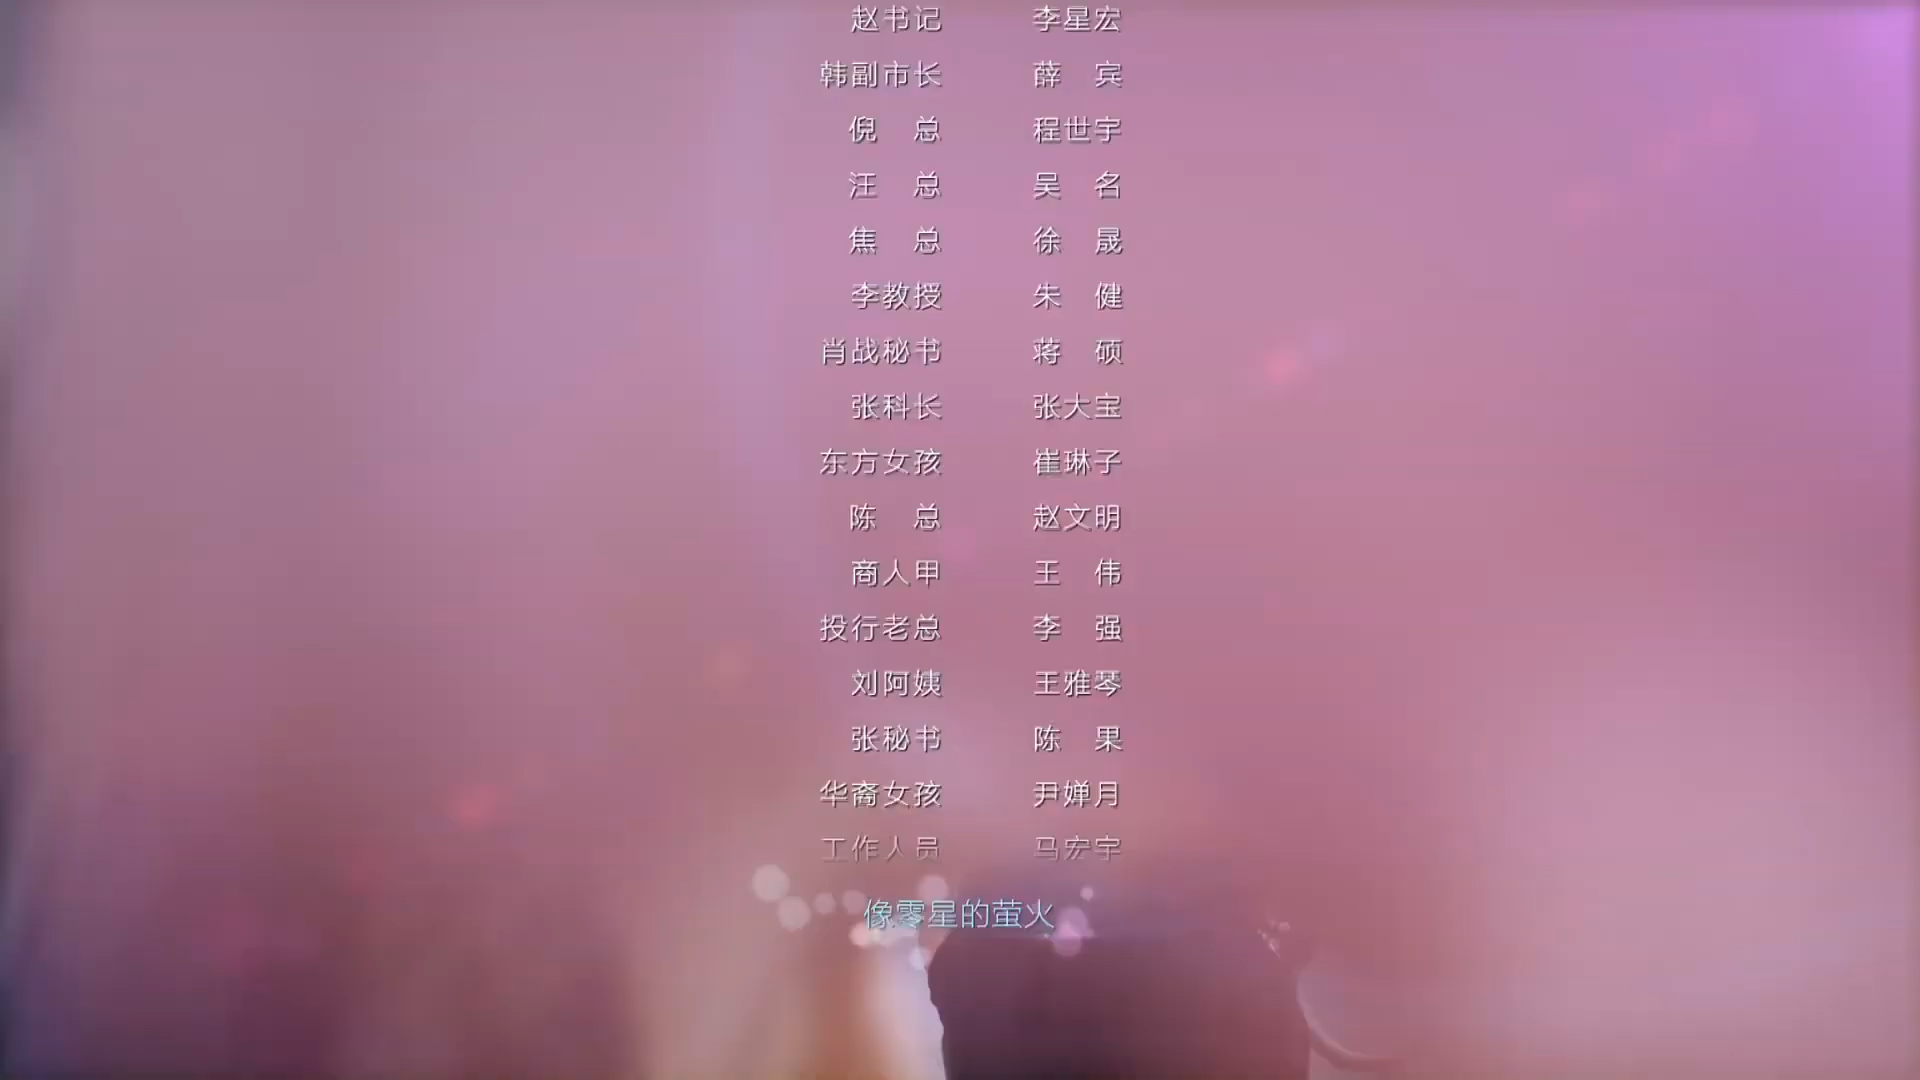 赵书记 李星宏
韩副市长 薛 宾
倪 总 程世宇
汪 总 吴 名
焦 总 徐 晟
李教授 朱 健
肖战秘书 蒋 硕
张科长 张大宝
东方女孩 崔琳子
陈 总 赵文明
商人甲 王 伟
投行老总 李 强
刘阿姨 王雅琴
张秘书 陈 果
华裔女孩 尹婵月
工作人员 马宏宇
像零星的萤火